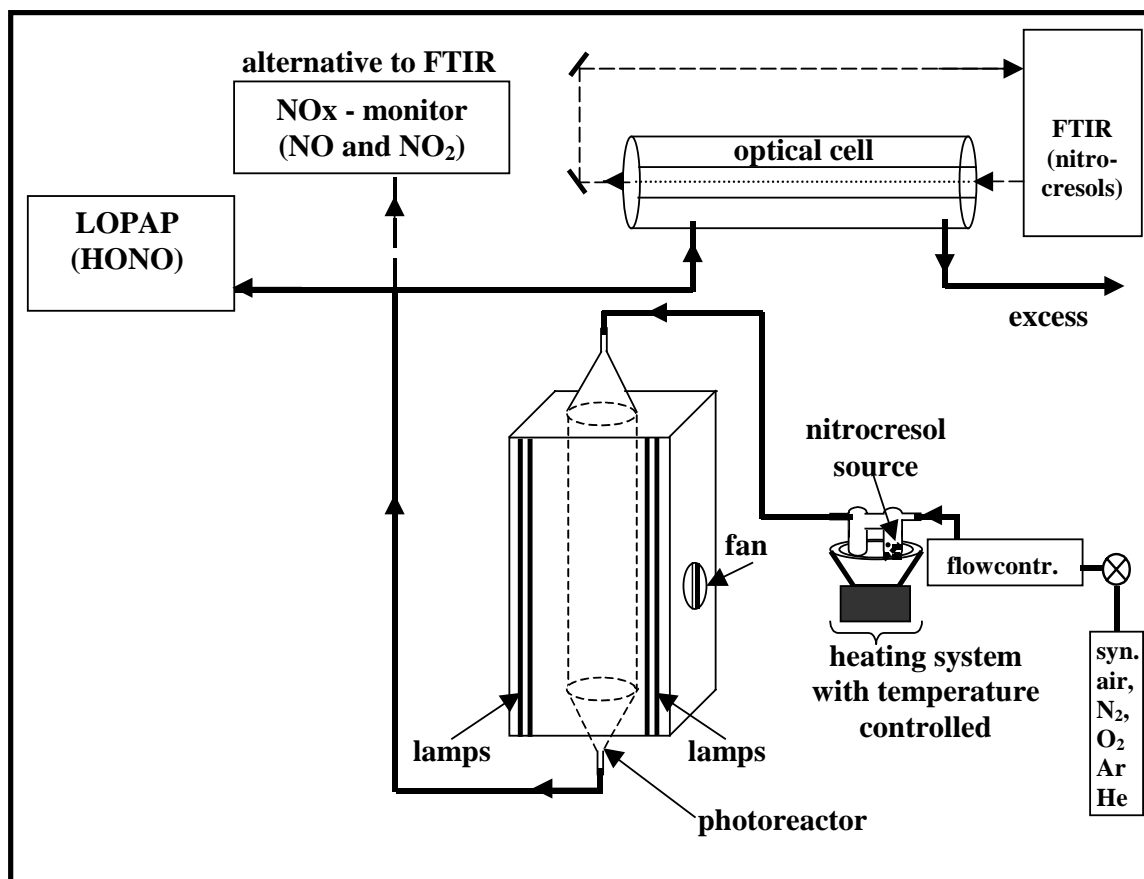 alternative to FTIR
NOx - monitor
(NO and NO₂)
LOPAP
(HONO)
optical cell
FTIR
(nitro-
cresols)
excess
nitrocresol
source
fan
flowcontr.
heating system
with temperature
controlled
syn.
air,
N₂,
O₂
Ar
He
lamps
lamps
photoreactor